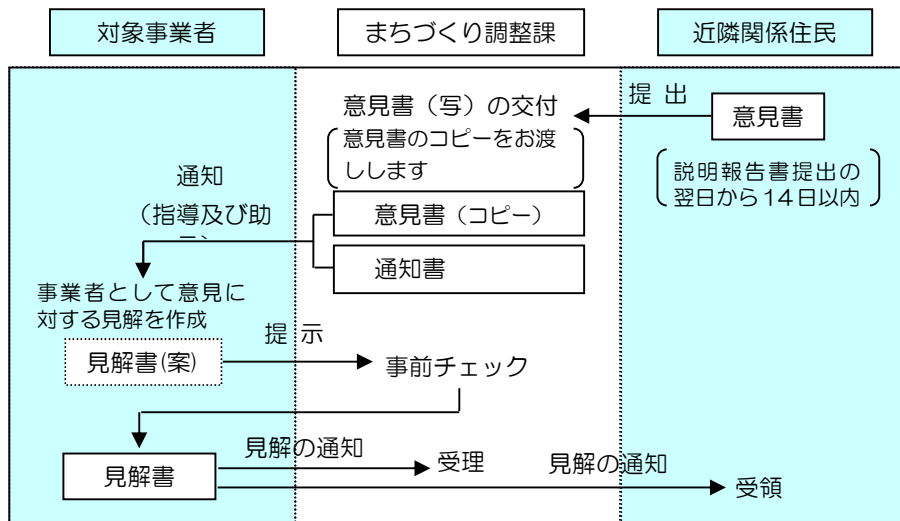 対象事業者
まちづくり調整課
近隣関係住民
意見書（写）の交付
提 出
意見書
意見書のコピーをお渡
しします
説明報告書提出の
翌日から14日以内
通知
（指導及び助
意見書（コピー）
通知書
事業者として意見に
対する見解を作成
提 示
見解書(案)
事前チェック
見解の通知
見解書
受理
見解の通知
受領